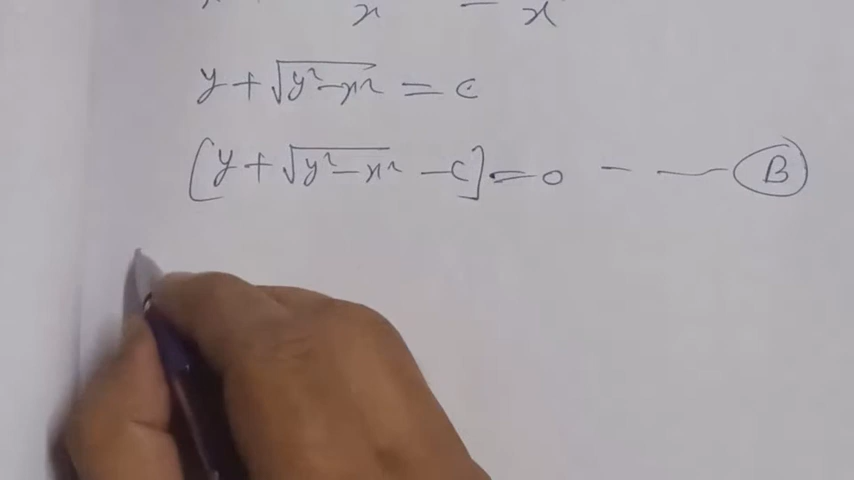 x = x
y + √(y² - x²) = c
[y + √(y² - x²) - c] = 0 - - (B)